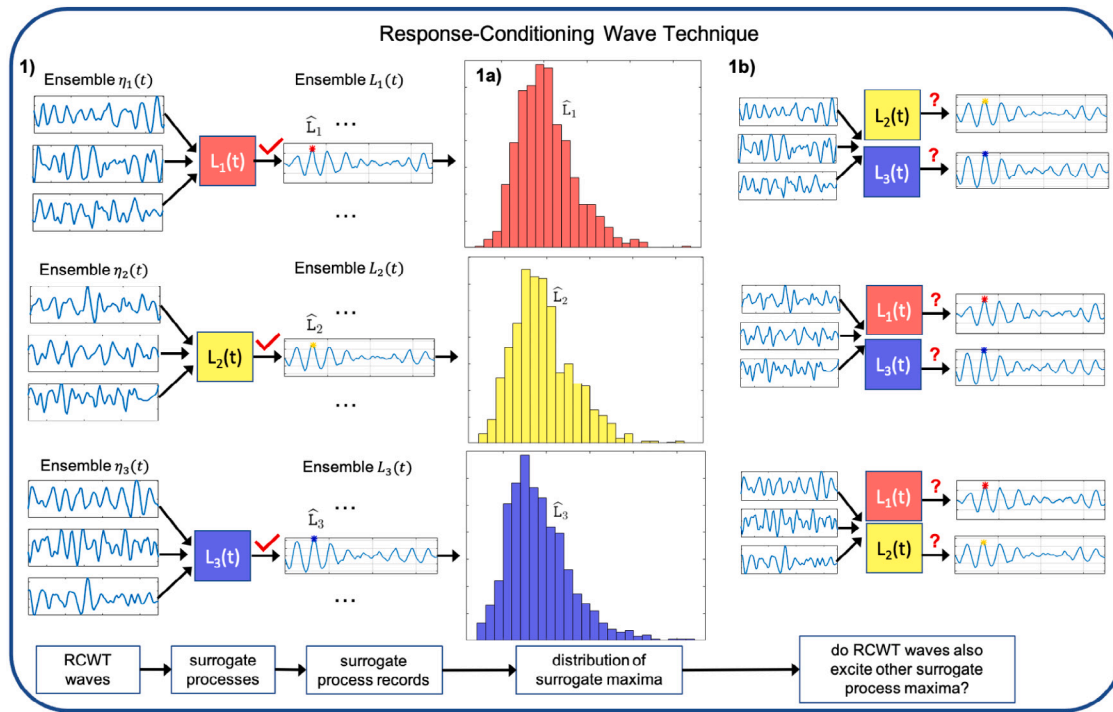 Response-Conditioning Wave Technique
1)
Ensemble η₁(t)
Ensemble L₁(t)
1a)
1b)
...
L̂₁
L₁(t)
...
L̂₁
L₂(t)
?
L₃(t)
?
Ensemble η₂(t)
Ensemble L₂(t)
...
L̂₂
L₂(t)
...
L̂₂
L₁(t)
?
L₃(t)
?
Ensemble η₃(t)
Ensemble L₃(t)
...
L̂₃
L₃(t)
...
L̂₃
L₁(t)
?
L₂(t)
?
RCWT
waves
surrogate
processes
surrogate
process records
distribution of
surrogate maxima
do RCWT waves also
excite other surrogate
process maxima?